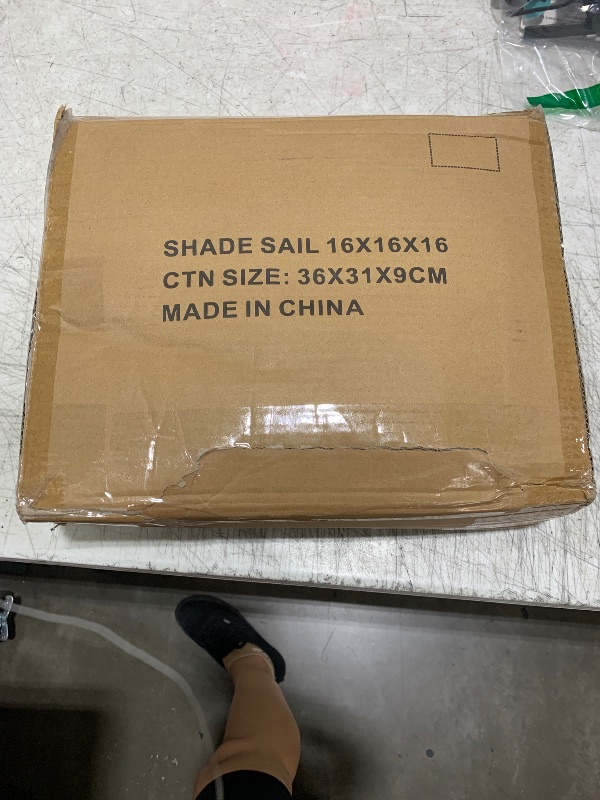 SHADE SAIL 16X16X16
CTN SIZE: 36X31X9CM
MADE IN CHINA